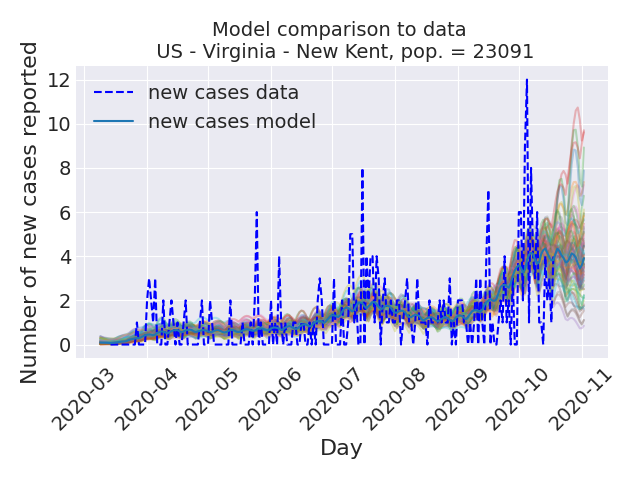 Model comparison to data
US - Virginia - New Kent, pop. = 23091
Number of new cases reported
12
10
8
6
4
2
0
new cases data
new cases model
2020-03
2020-04
2020-05
2020-06
2020-07
2020-08
2020-09
2020-10
2020-11
Day